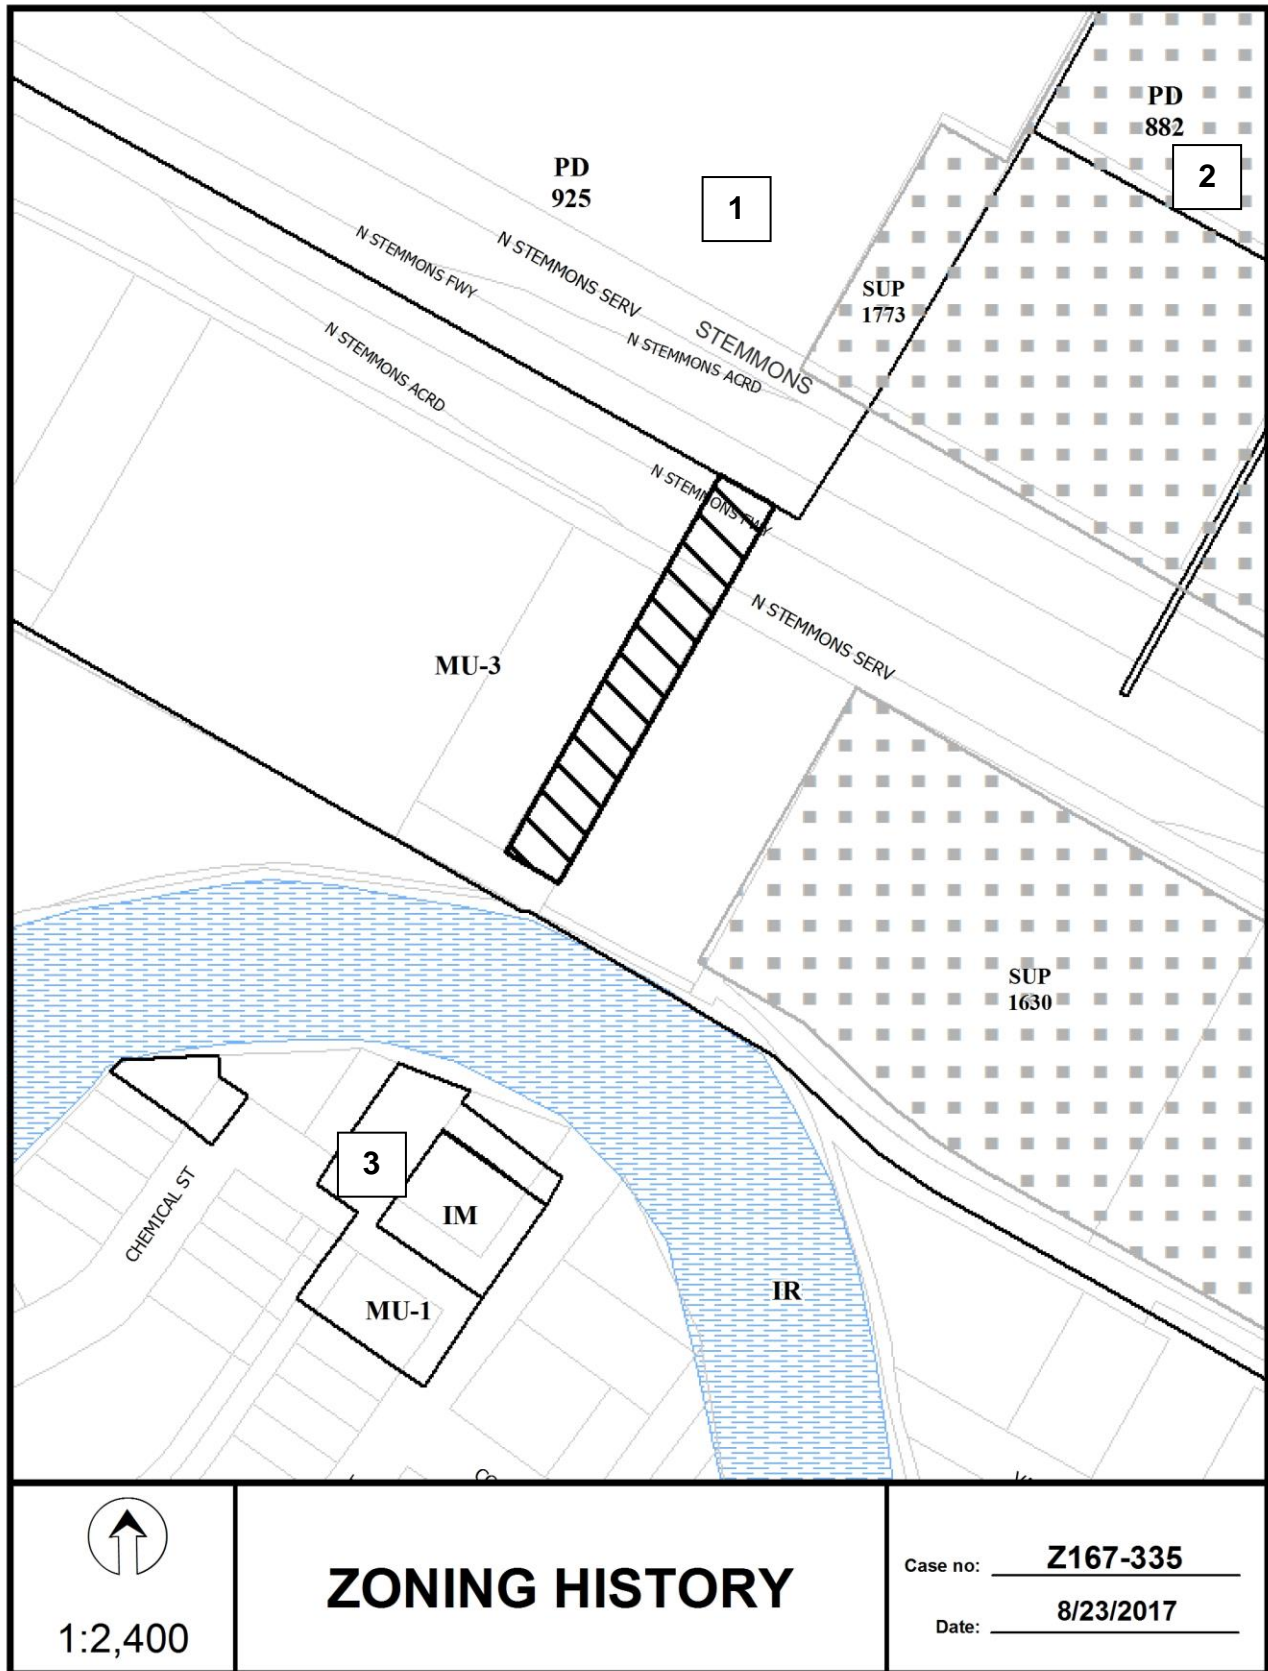 PD
882
2
PD
925
1
N STEMMONS FWY
N STEMMONS SERV
SUP
1773
STEMMONS
N STEMMONS ACRD
N STEMMONS ACRD
N STEMMONS FWY
N STEMMONS SERV
MU-3
SUP
1630
3
CHEMICAL ST
IM
IR
MU-1
1:2,400
ZONING HISTORY
Case no: Z167-335
Date: 8/23/2017